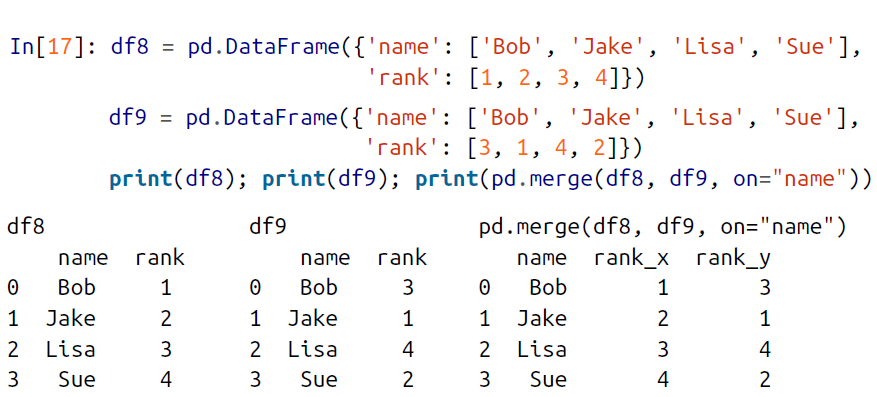 In[17]: df8 = pd.DataFrame({'name': ['Bob', 'Jake', 'Lisa', 'Sue'],
'rank': [1, 2, 3, 4]})
df9 = pd.DataFrame({'name': ['Bob', 'Jake', 'Lisa', 'Sue'],
'rank': [3, 1, 4, 2]})
print(df8); print(df9); print(pd.merge(df8, df9, on="name"))
df8 df9 pd.merge(df8, df9, on="name")
name rank name rank name rank_x rank_y
0 Bob 1 0 Bob 3 0 Bob 1 3
1 Jake 2 1 Jake 1 1 Jake 2 1
2 Lisa 3 2 Lisa 4 2 Lisa 3 4
3 Sue 4 3 Sue 2 3 Sue 4 2